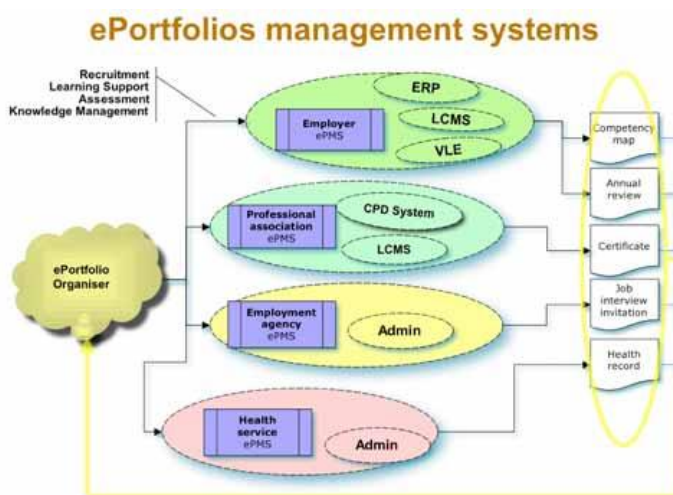 ePortfolios management systems
Recruitment
Learning Support
Assessment
Knowledge Management
ERP
Employer
ePMS
LCMS
VLE
Competency
map
Annual
review
Professional
association
ePMS
CPD System
LCMS
Certificate
ePortfolio
Organiser
Employment
agency
ePMS
Admin
Job
interview
invitation
Health
service
ePMS
Admin
Health
record